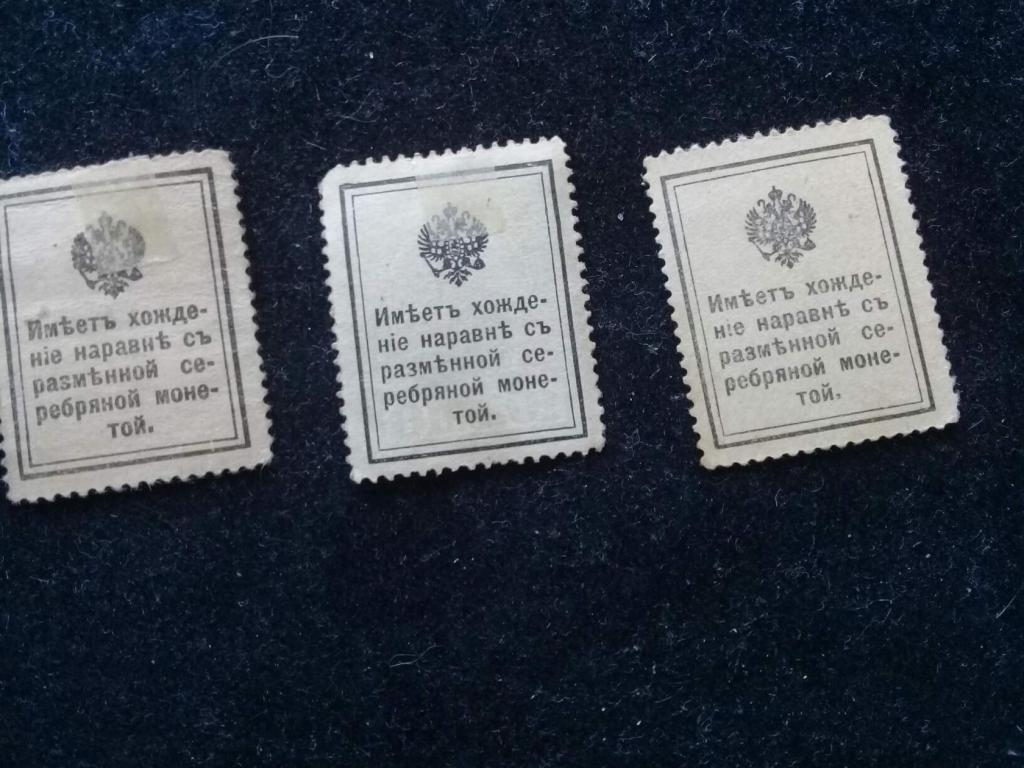 Имѣетъ хожде-
ніе наравнѣ съ
размѣнной се-
ребряной моне-
той.
Имѣетъ хожде-
ніе наравнѣ съ
размѣнной се-
ребряной моне-
той.
Имѣетъ хожде-
ніе наравнѣ съ
размѣнной се-
ребряной моне-
той.